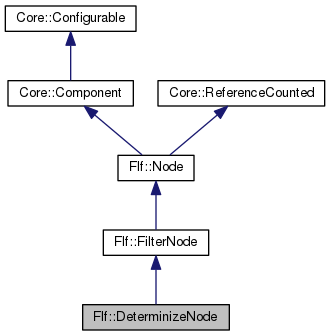 Core::Configurable
Core::Component
Core::ReferenceCounted
Flf::Node
Flf::FilterNode
Flf::DeterminizeNode